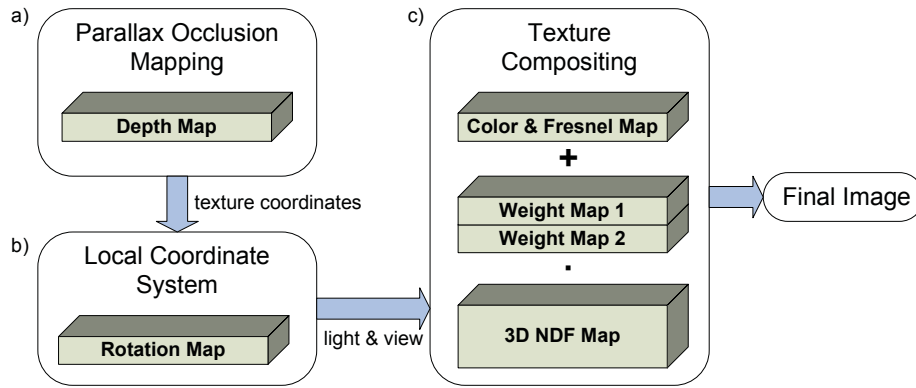 a)
Parallax Occlusion
Mapping
Depth Map
texture coordinates
b)
Local Coordinate
System
Rotation Map
light & view
c)
Texture
Compositing
Color & Fresnel Map
+
Weight Map 1
Weight Map 2
·
3D NDF Map
Final Image